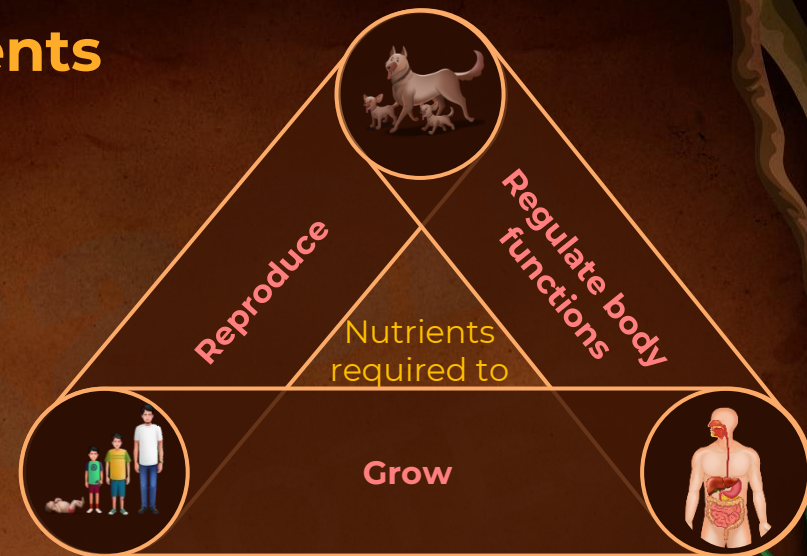 ents
Reproduce
Regulate body
functions
Nutrients
required to
Grow